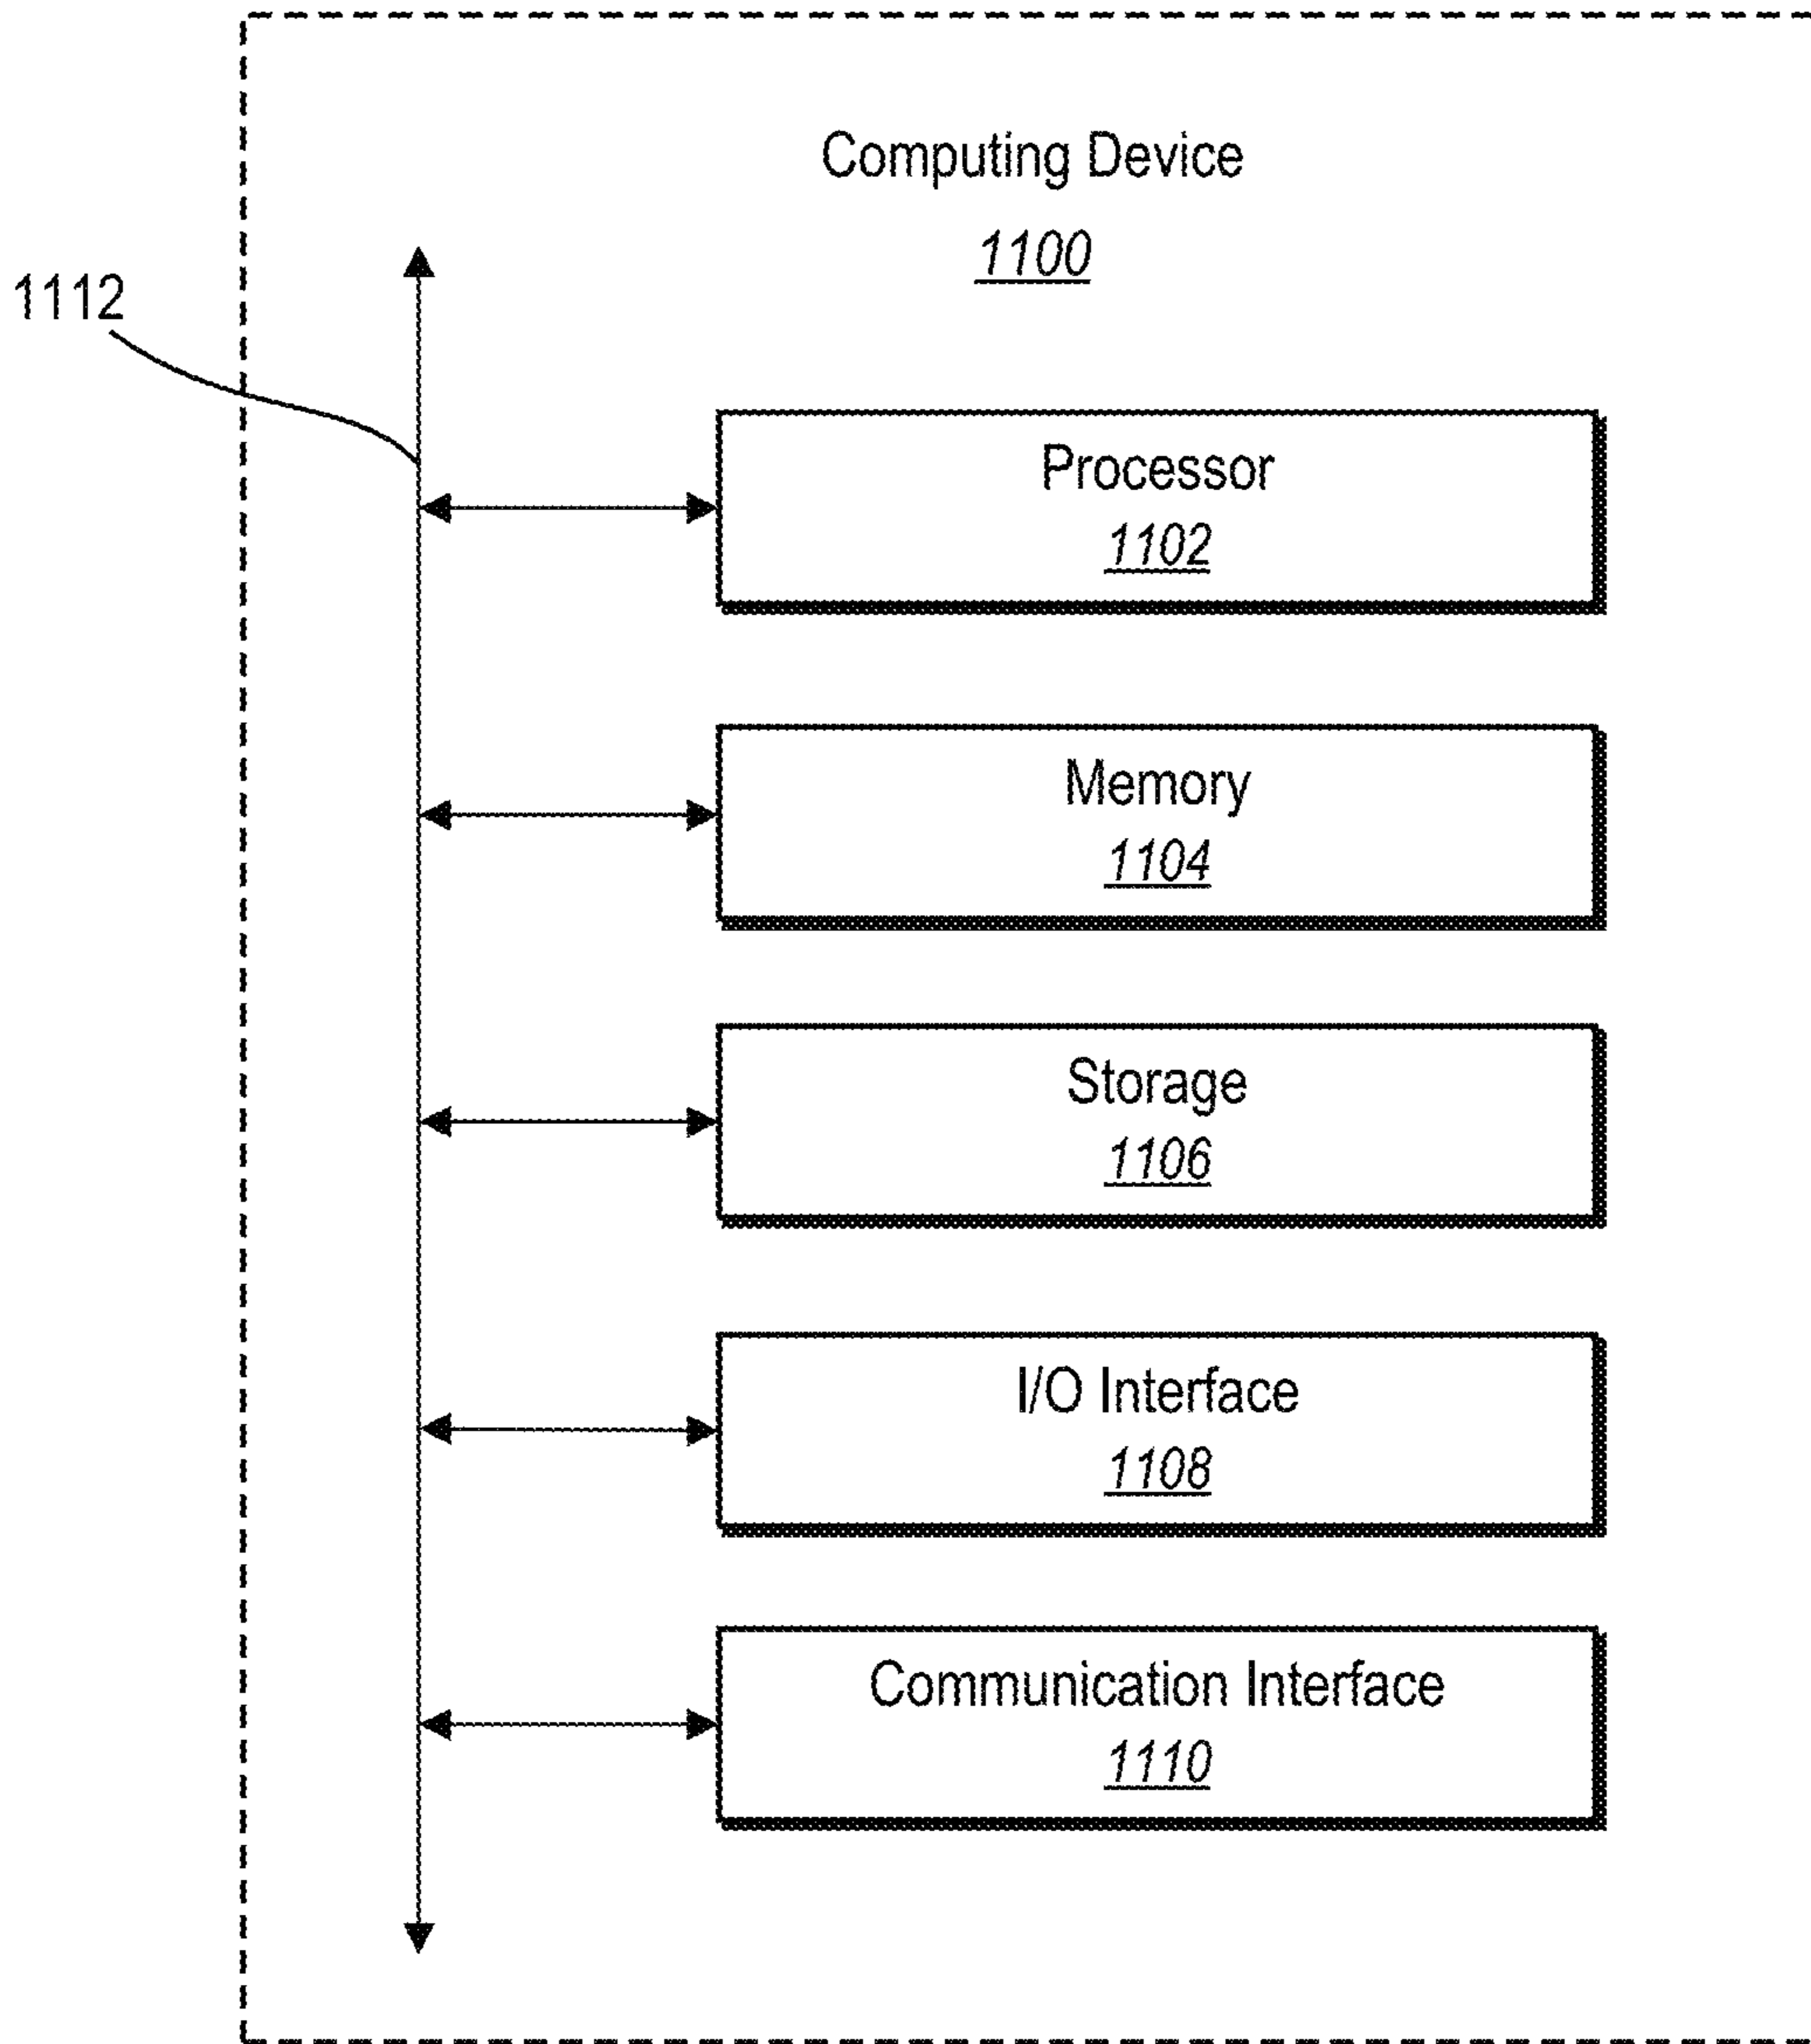 Computing Device
1100
1112
Processor
1102
Memory
1104
Storage
1106
I/O Interface
1108
Communication Interface
1110